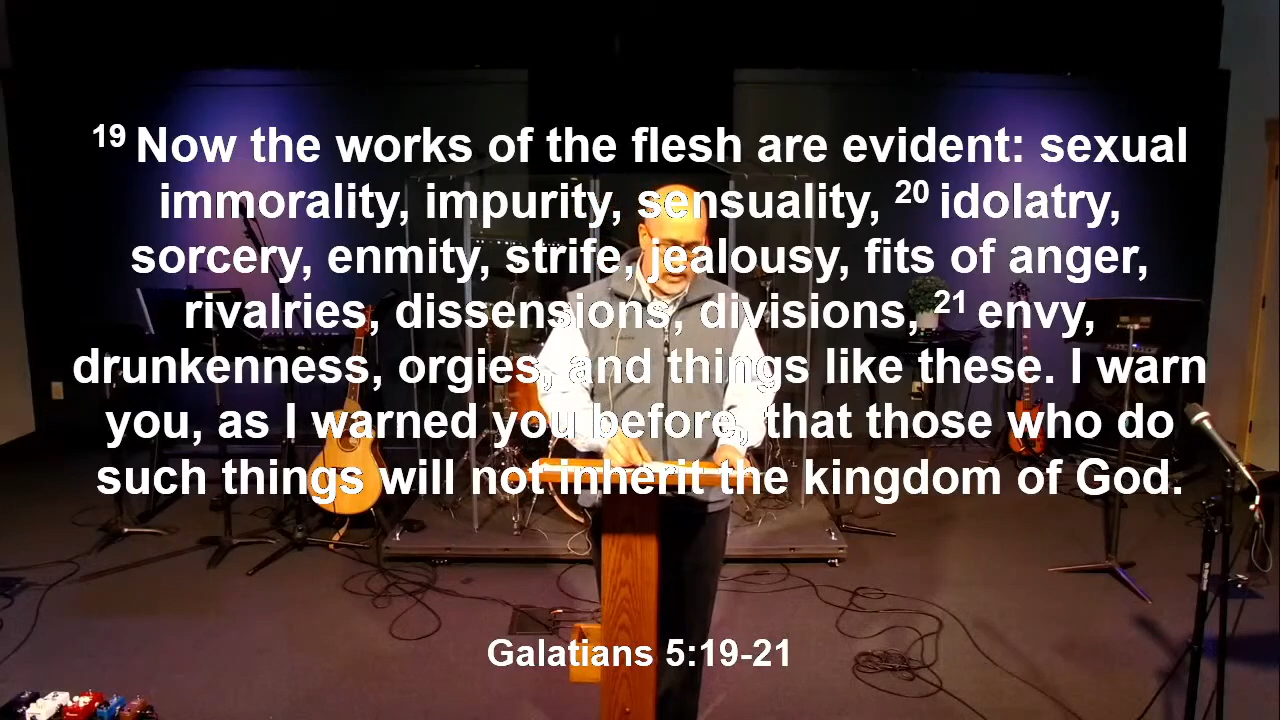 19 Now the works of the flesh are evident: sexual
immorality, impurity, sensuality, 20 idolatry,
sorcery, enmity, strife, jealousy, fits of anger,
rivalries, dissensions, divisions, 21 envy,
drunkenness, orgies, and things like these. I warn
you, as I warned you before, that those who do
such things will not inherit the kingdom of God.
Galatians 5:19-21